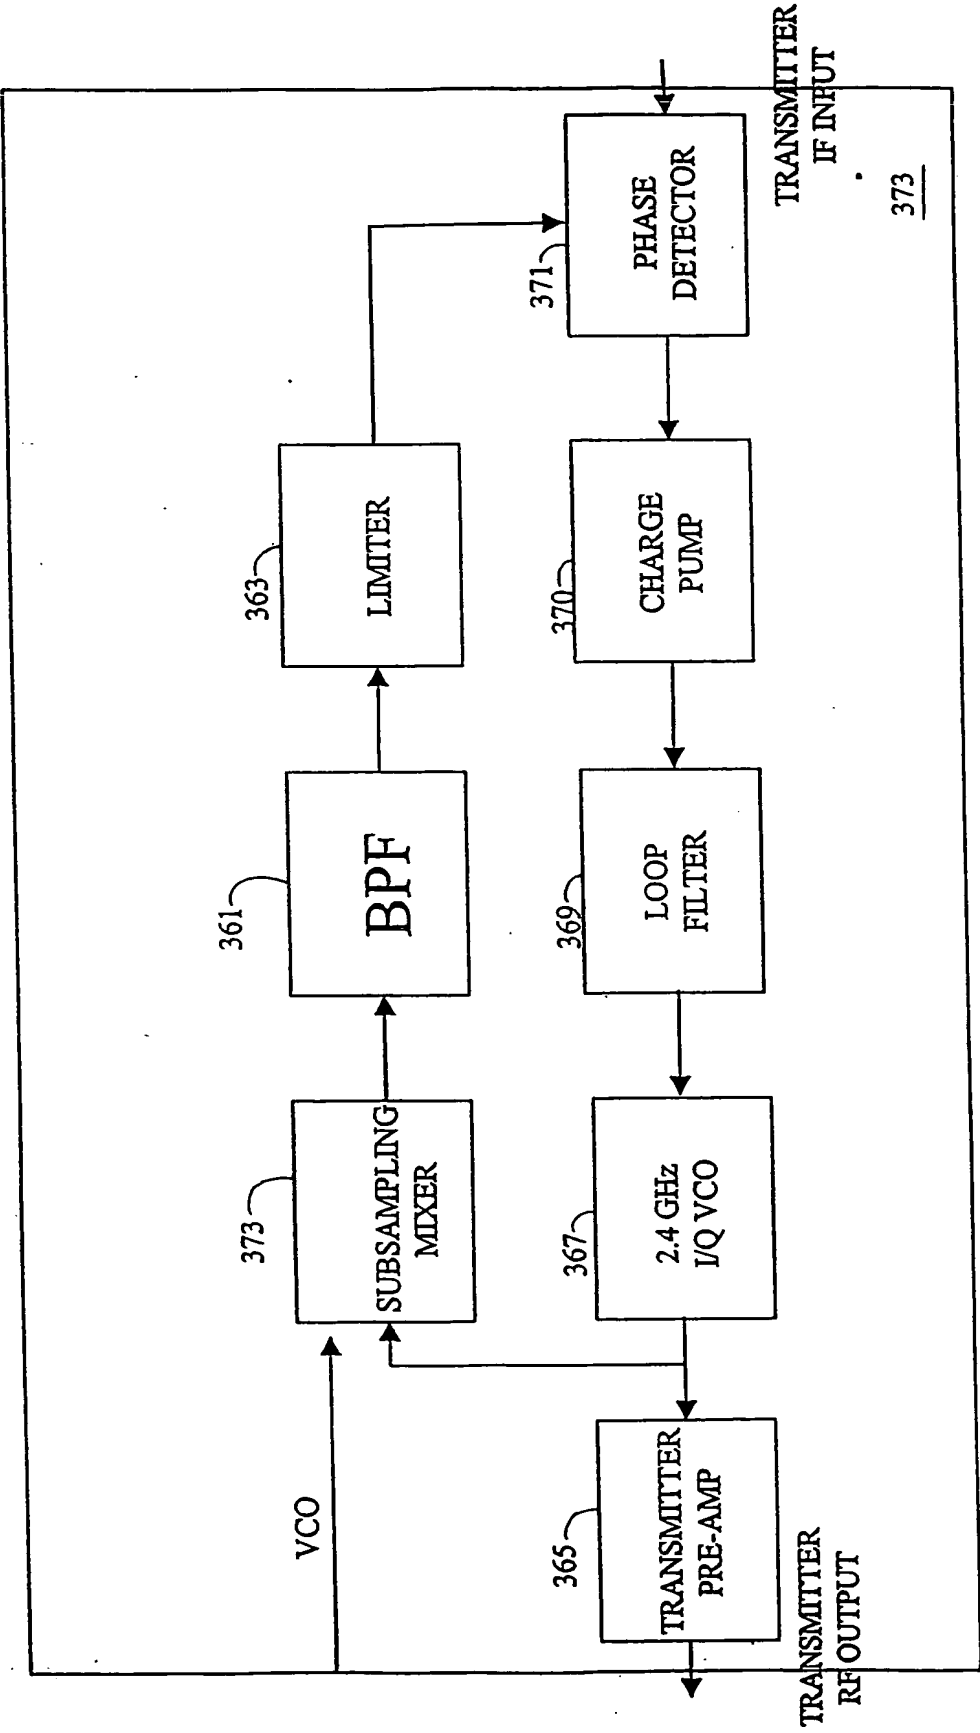 VCO
373
SUBSAMPLING
MIXER
361
BPF
363
LIMITER
365
TRANSMITTER
PRE-AMP
367
2.4 GHz
I/Q VCO
369
LOOP
FILTER
370
CHARGE
PUMP
371
PHASE
DETECTOR
TRANSMITTER
RF OUTPUT
TRANSMITTER
IF INPUT
373